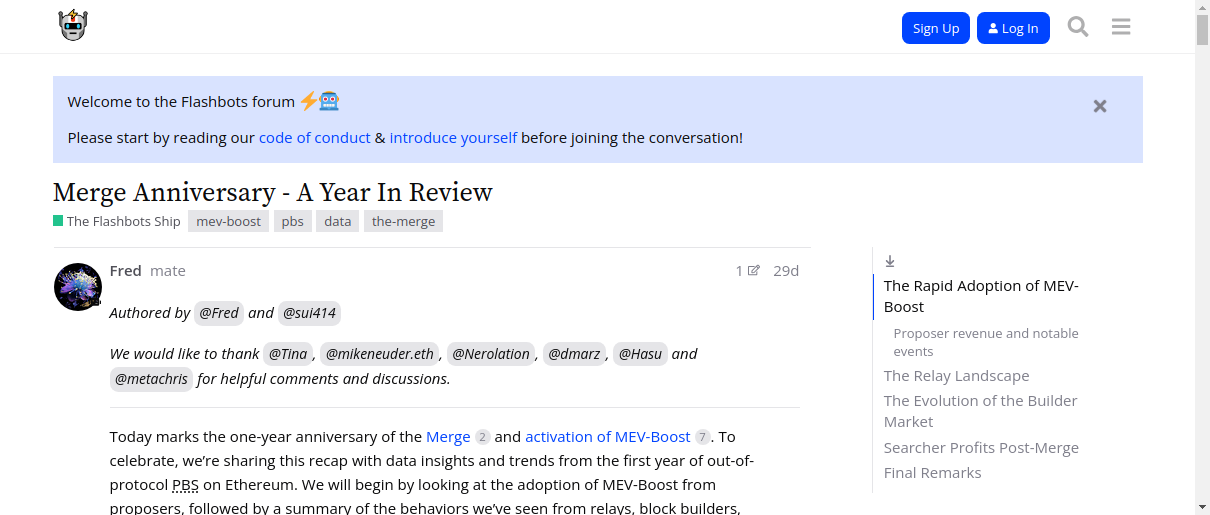 Sign Up
Log In
Welcome to the Flashbots forum
Please start by reading our code of conduct & introduce yourself before joining the conversation!
Merge Anniversary - A Year In Review
The Flashbots Ship mev-boost pbs data the-merge
Fred mate 1 29d
Authored by @Fred and @sui414
We would like to thank @Tina, @mikeneuder.eth, @Nerolation, @dmarz, @Hasu and
@metachris for helpful comments and discussions.
Today marks the one-year anniversary of the Merge 2 and activation of MEV-Boost 7. To
celebrate, we're sharing this recap with data insights and trends from the first year of out-of-
protocol PBS on Ethereum. We will begin by looking at the adoption of MEV-Boost from
proposers, followed by a summary of the behaviors we've seen from relays, block builders,
The Rapid Adoption of MEV-
Boost
Proposer revenue and notable
events
The Relay Landscape
The Evolution of the Builder
Market
Searcher Profits Post-Merge
Final Remarks